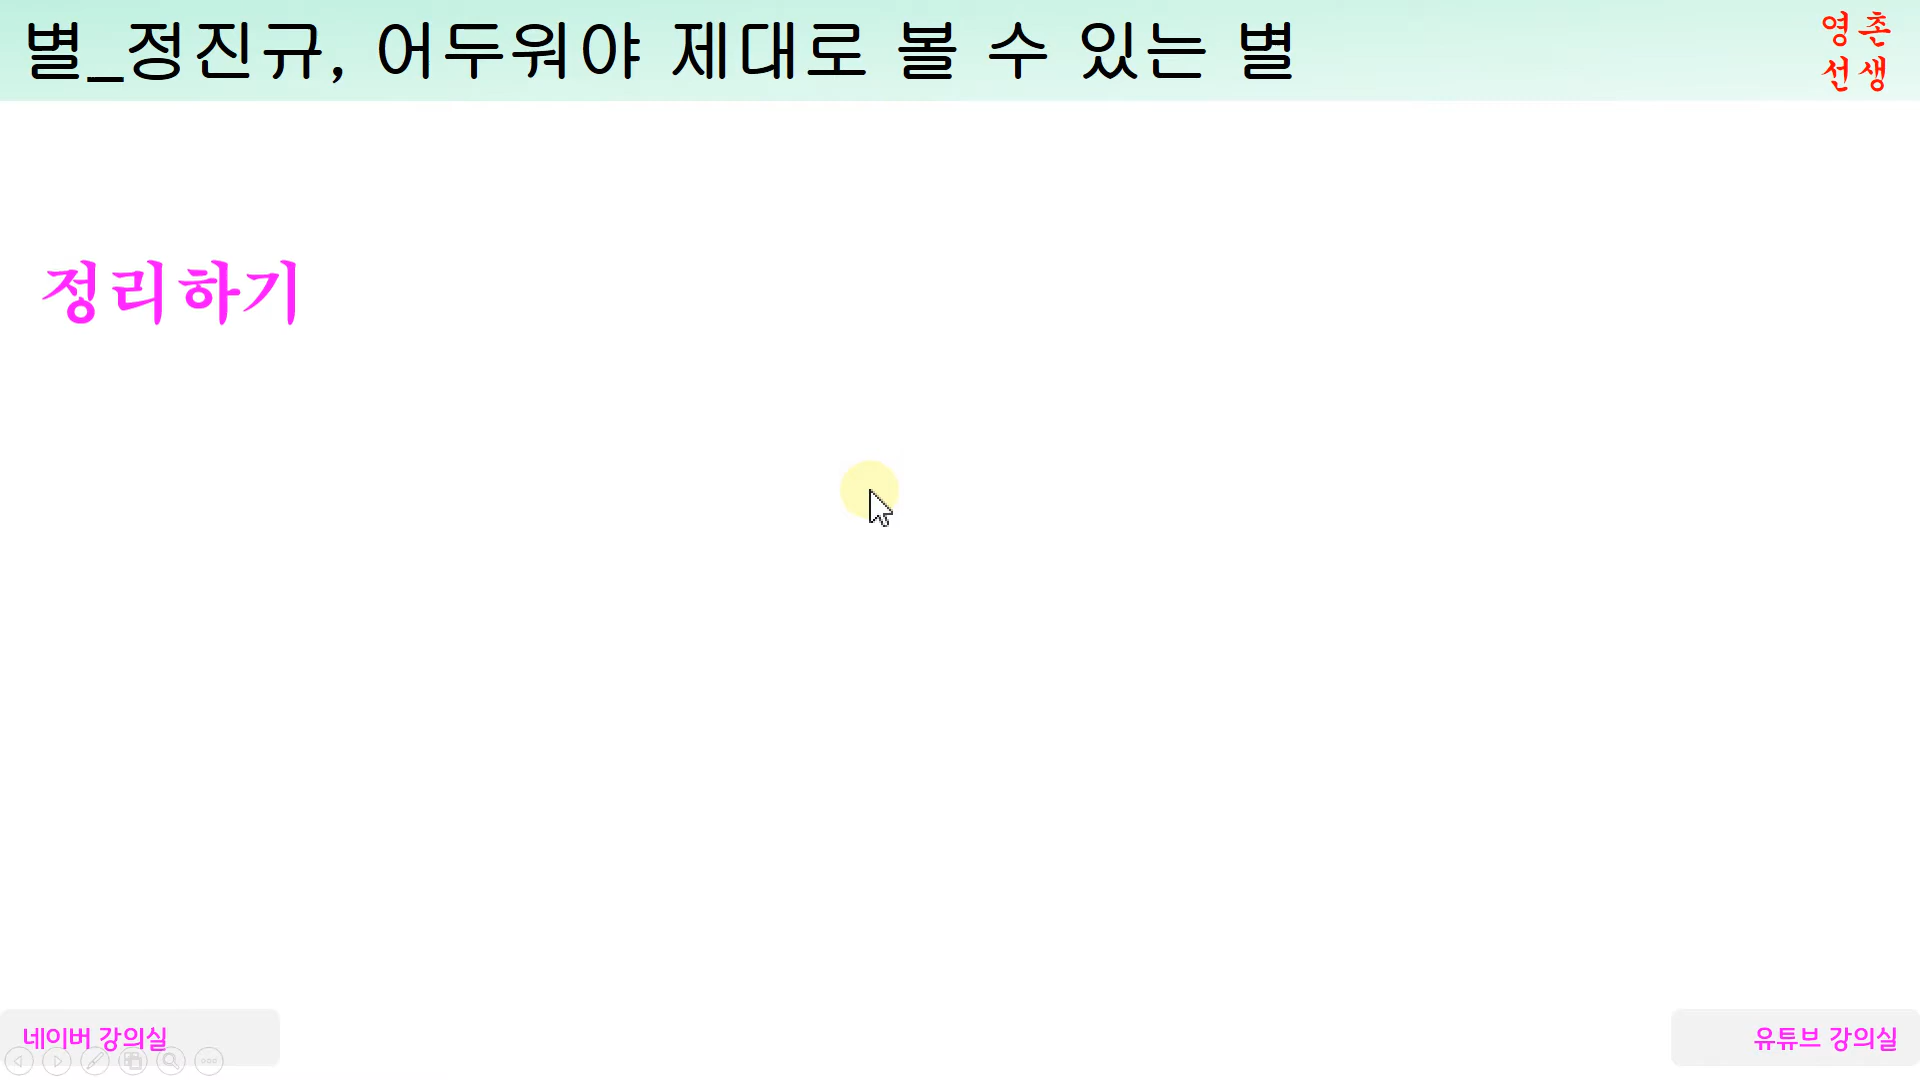 별_정진규, 어두워야 제대로 볼 수 있는 별
영촌
선생
정리하기
네이버 강의실
유튜브 강의실